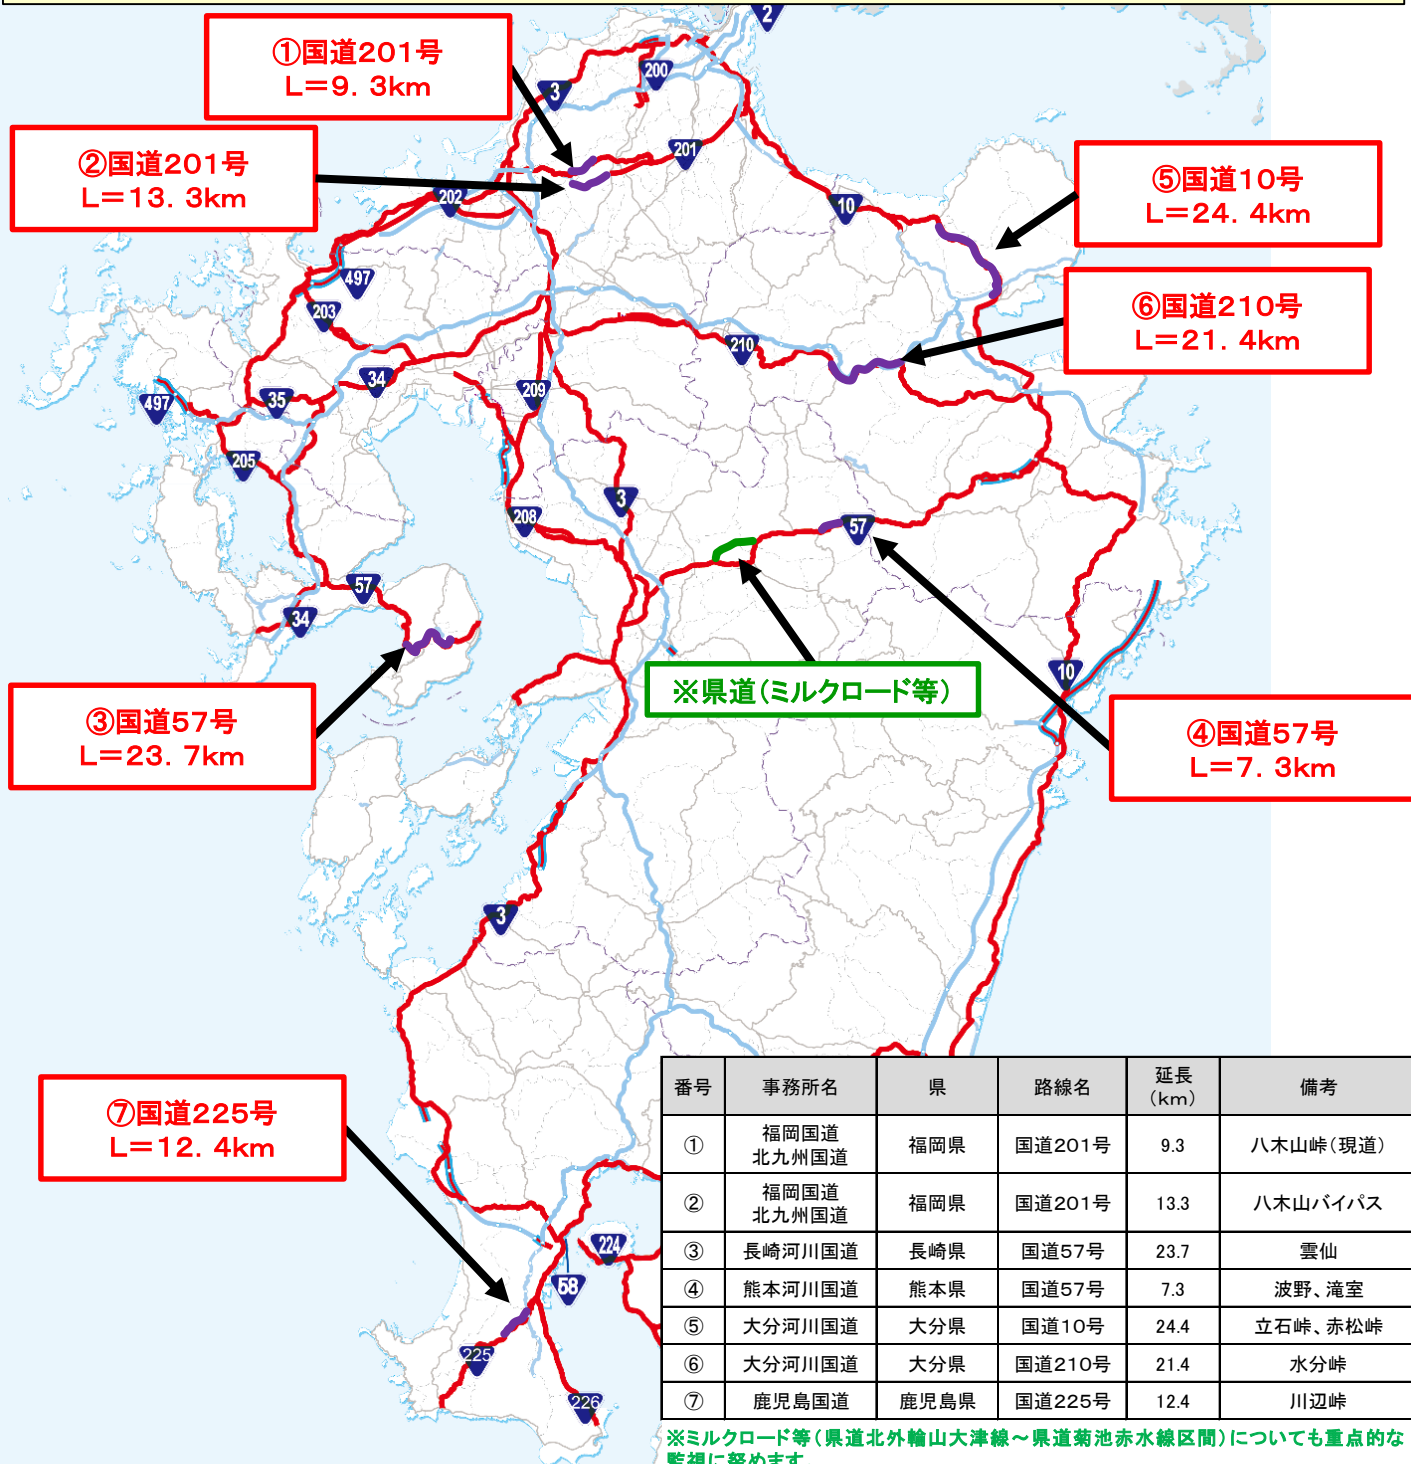 2
①国道201号
L=9.3km
3
200
②国道201号
L=13.3km
201
202
10
⑤国道10号
L=24.4km
497
203
⑥国道210号
L=21.4km
210
34
209
35
497
205
3
208
57
57
34
※県道(ミルクロード等)
10
③国道57号
L=23.7km
④国道57号
L=7.3km
3
⑦国道225号
L=12.4km
224
58
225
226
番号 事務所名 県 路線名 延長(km) 備考
① 福岡国道 北九州国道 福岡県 国道201号 9.3 八木山峠(現道)
② 福岡国道 北九州国道 福岡県 国道201号 13.3 八木山バイパス
③ 長崎河川国道 長崎県 国道57号 23.7 雲仙
④ 熊本河川国道 熊本県 国道57号 7.3 波野、滝室
⑤ 大分河川国道 大分県 国道10号 24.4 立石峠、赤松峠
⑥ 大分河川国道 大分県 国道210号 21.4 水分峠
⑦ 鹿児島国道 鹿児島県 国道225号 12.4 川辺峠
※ミルクロード等(県道北外輪山大津線~県道菊池赤水線区間)についても重点的な
監視に努めます